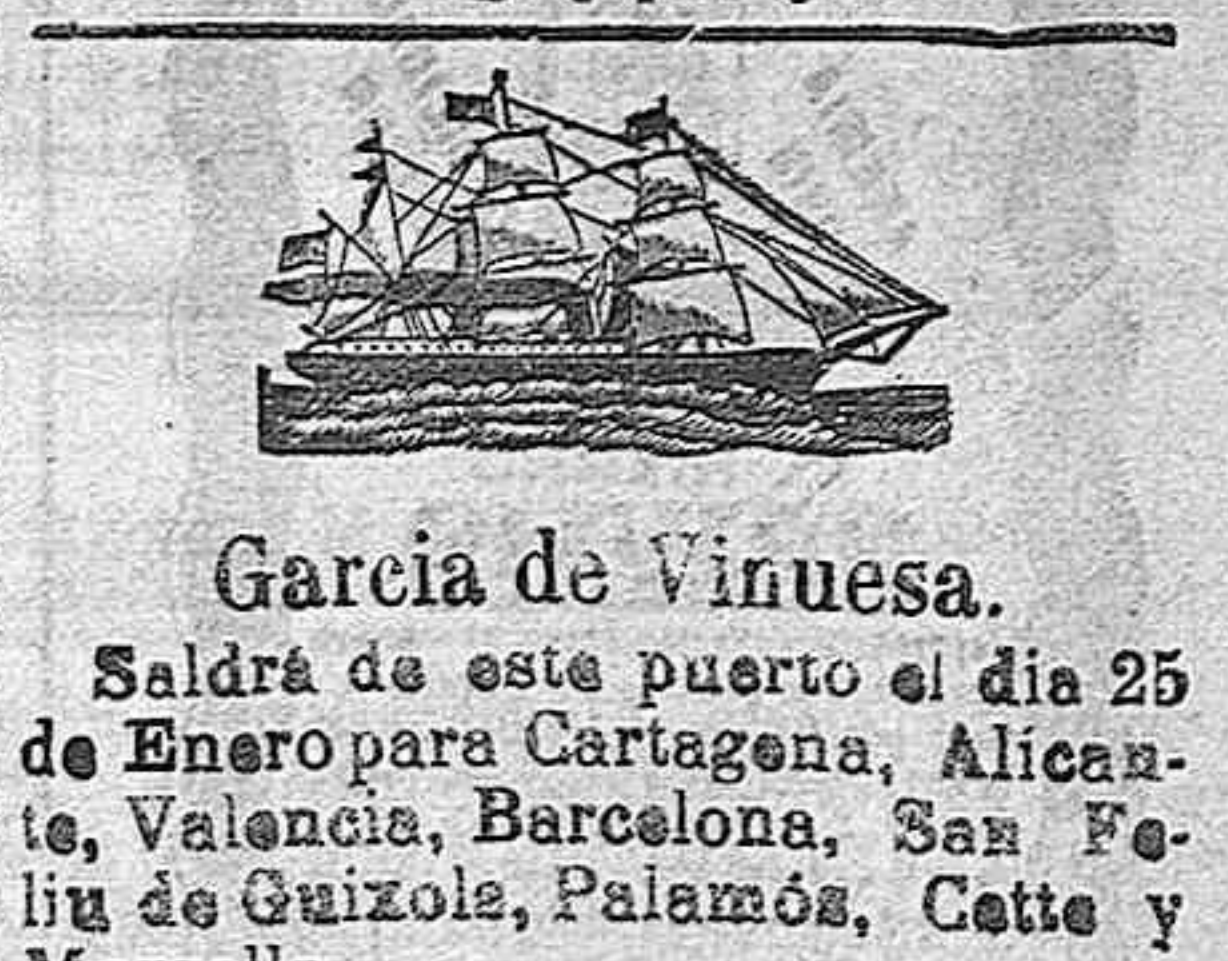 Garcia de Vinuesa.
Saldrá de este puerto el dia 25
de Enero para Cartagena, Alican-
te, Valencia, Barcelona, San Fe-
liu de Guixols, Palamós, Cette y